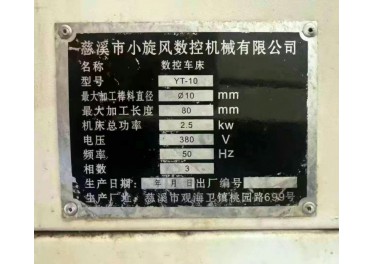 慈溪市小旋风数控机械有限公司
名称 数控车床
型号 YT-10
最大加工棒料直径 Ø10 mm
最大加工长度 80 mm
机床总功率 2.5 kw
电压 380 V
频率 50 Hz
相数 3
生产日期: 年 月 日 出厂编号
生产厂地: 慈溪市观海卫镇桃园路699号